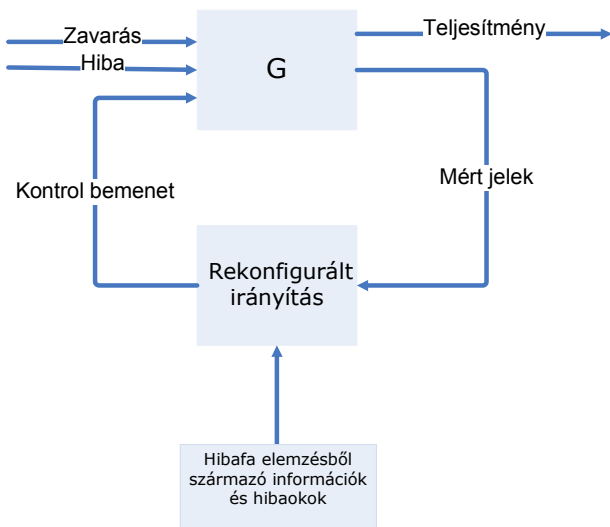 Zavarás
Hiba
G
Teljesítmény
Kontrol bemenet
Mért jelek
Rekonfigurált
irányítás
Hibafa elemzésből
származó információk
és hibaokok